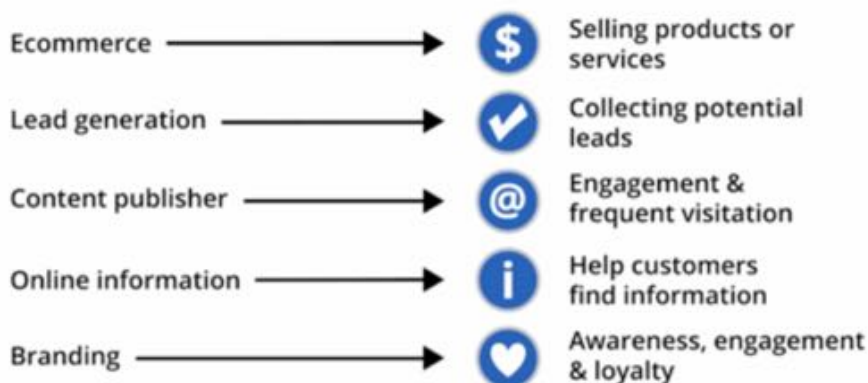 Ecommerce
$
Selling products or
services
Lead generation
Collecting potential
leads
Content publisher
@
Engagement &
frequent visitation
Online information
i
Help customers
find information
Branding
Awareness, engagement
& loyalty